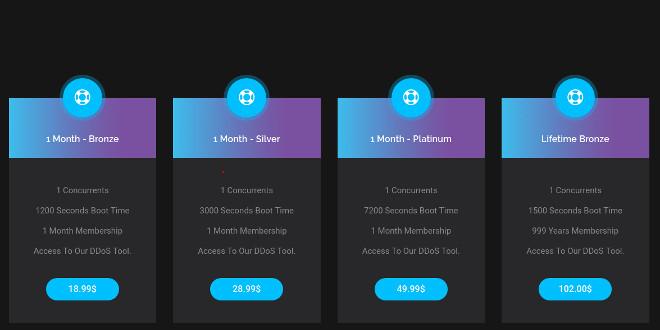 1 Month - Bronze
1 Concurrents
1200 Seconds Boot Time
1 Month Membership
Access To Our DDoS Tool.
18.99$
1 Month - Silver
1 Concurrents
3000 Seconds Boot Time
1 Month Membership
Access To Our DDoS Tool.
28.99$
1 Month - Platinum
1 Concurrents
7200 Seconds Boot Time
1 Month Membership
Access To Our DDoS Tool.
49.99$
Lifetime Bronze
1 Concurrents
1500 Seconds Boot Time
999 Years Membership
Access To Our DDoS Tool.
102.00$